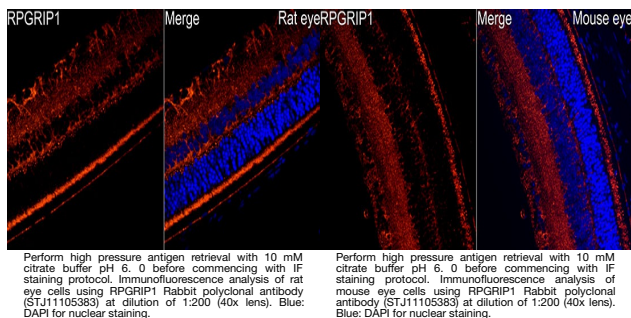 RPGRIP1
Merge
Rat eye
RPGRIP1
Merge
Mouse eye
Perform high pressure antigen retrieval with 10 mM
citrate buffer pH 6. 0 before commencing with IF
staining protocol. Immunofluorescence analysis of rat
eye cells using RPGRIP1 Rabbit polyclonal antibody
(STJ11105383) at dilution of 1:200 (40x lens). Blue:
DAPI for nuclear staining.
Perform high pressure antigen retrieval with 10 mM
citrate buffer pH 6. 0 before commencing with IF
staining protocol. Immunofluorescence analysis of
mouse eye cells using RPGRIP1 Rabbit polyclonal
antibody (STJ11105383) at dilution of 1:200 (40x lens).
Blue: DAPI for nuclear staining.